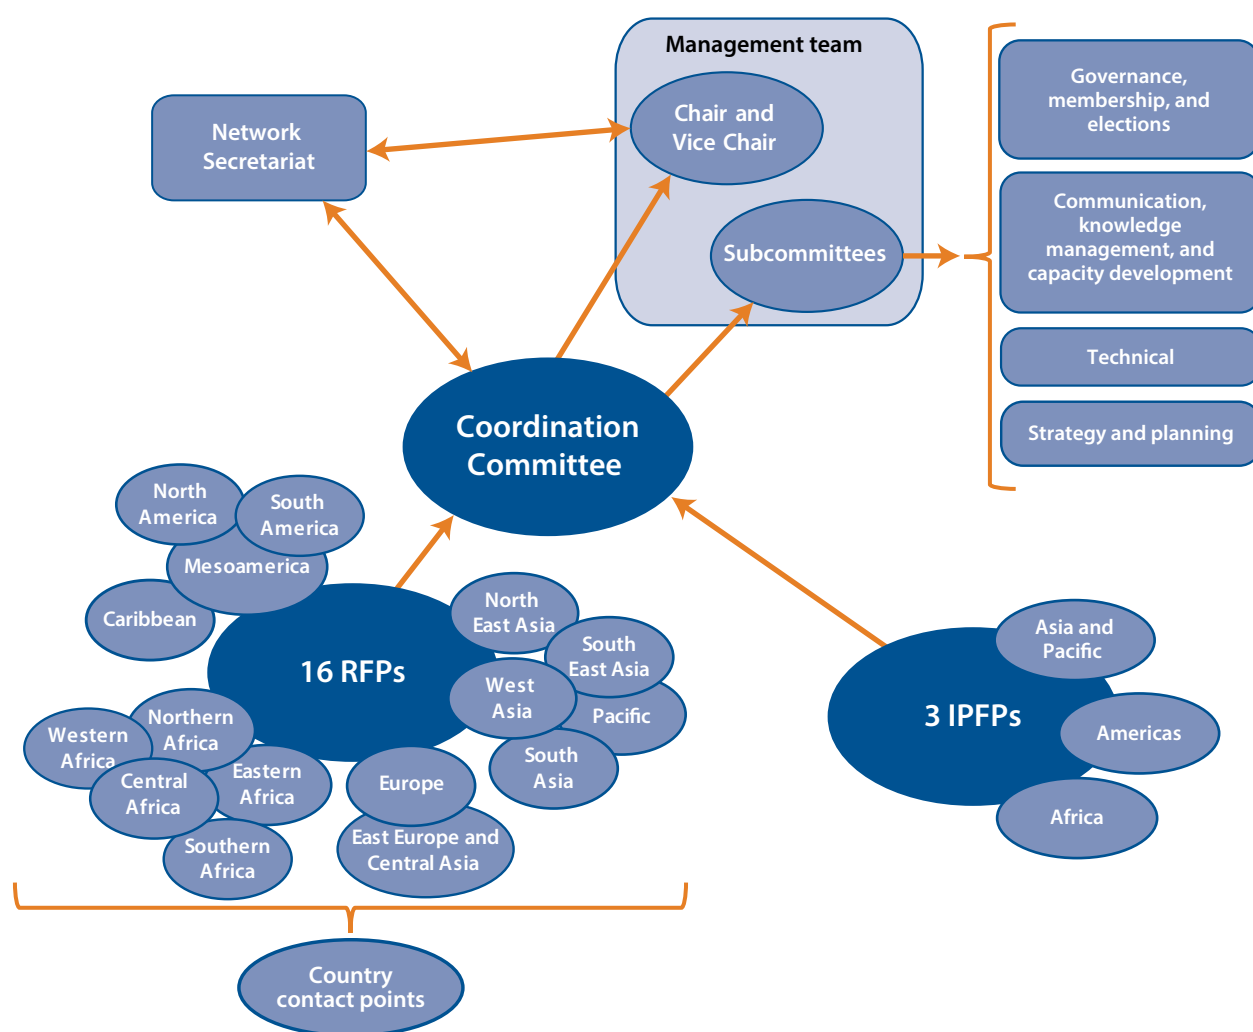 Management team
Chair and
Vice Chair
Subcommittees
Network
Secretariat
Governance,
membership, and
elections
Communication,
knowledge
management, and
capacity development
Technical
Strategy and planning
Coordination
Committee
North
America
South
America
Mesoamerica
Caribbean
16 RFPs
North
East Asia
South
East Asia
West
Asia
Pacific
South
Asia
Northern
Africa
Western
Africa
Central
Africa
Eastern
Africa
Southern
Africa
Europe
East Europe and
Central Asia
Country
contact points
3 IPFPs
Asia and
Pacific
Americas
Africa